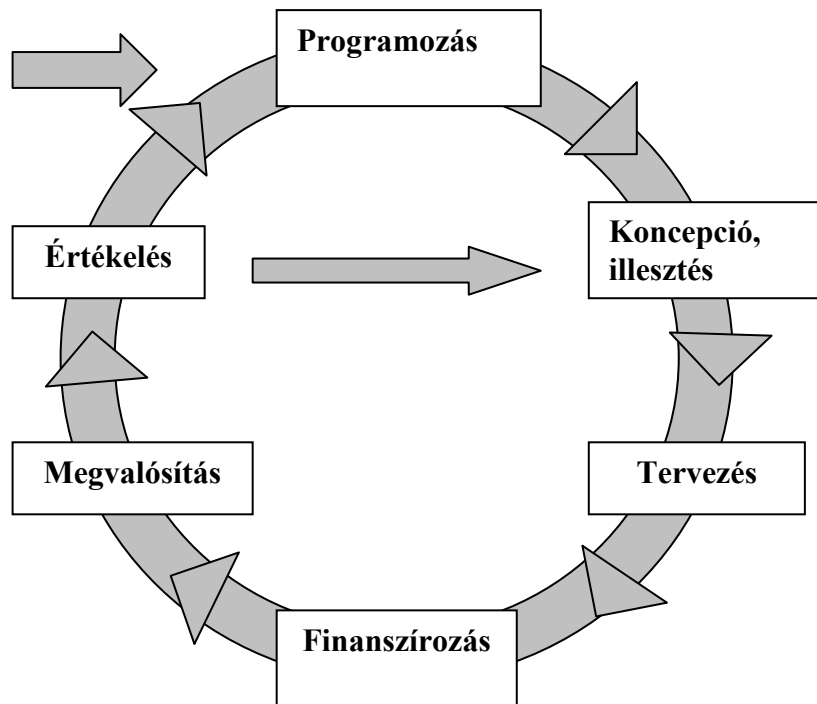 Programozás
Koncepció,
illesztés
Értékelés
Megvalósítás
Tervezés
Finanszírozás